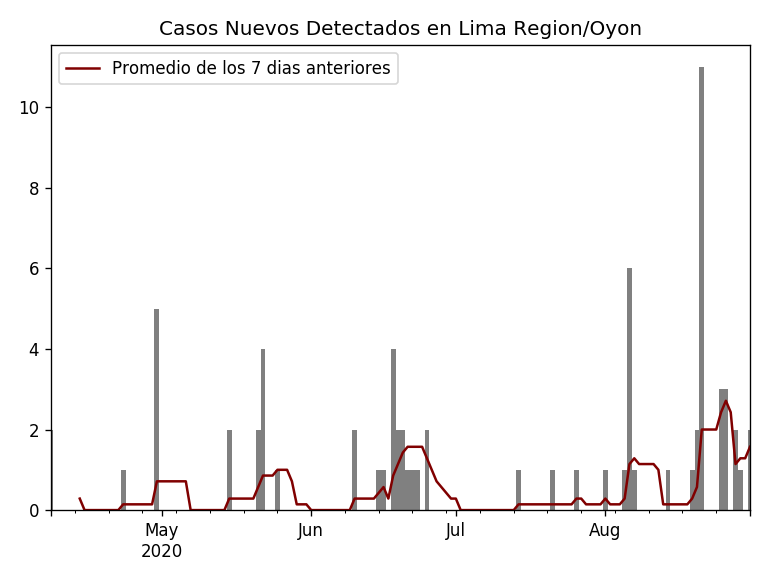 Casos Nuevos Detectados en Lima Region/Oyon
Promedio de los 7 dias anteriores
10
8
6
4
2
0
May
2020
Jun
Jul
Aug